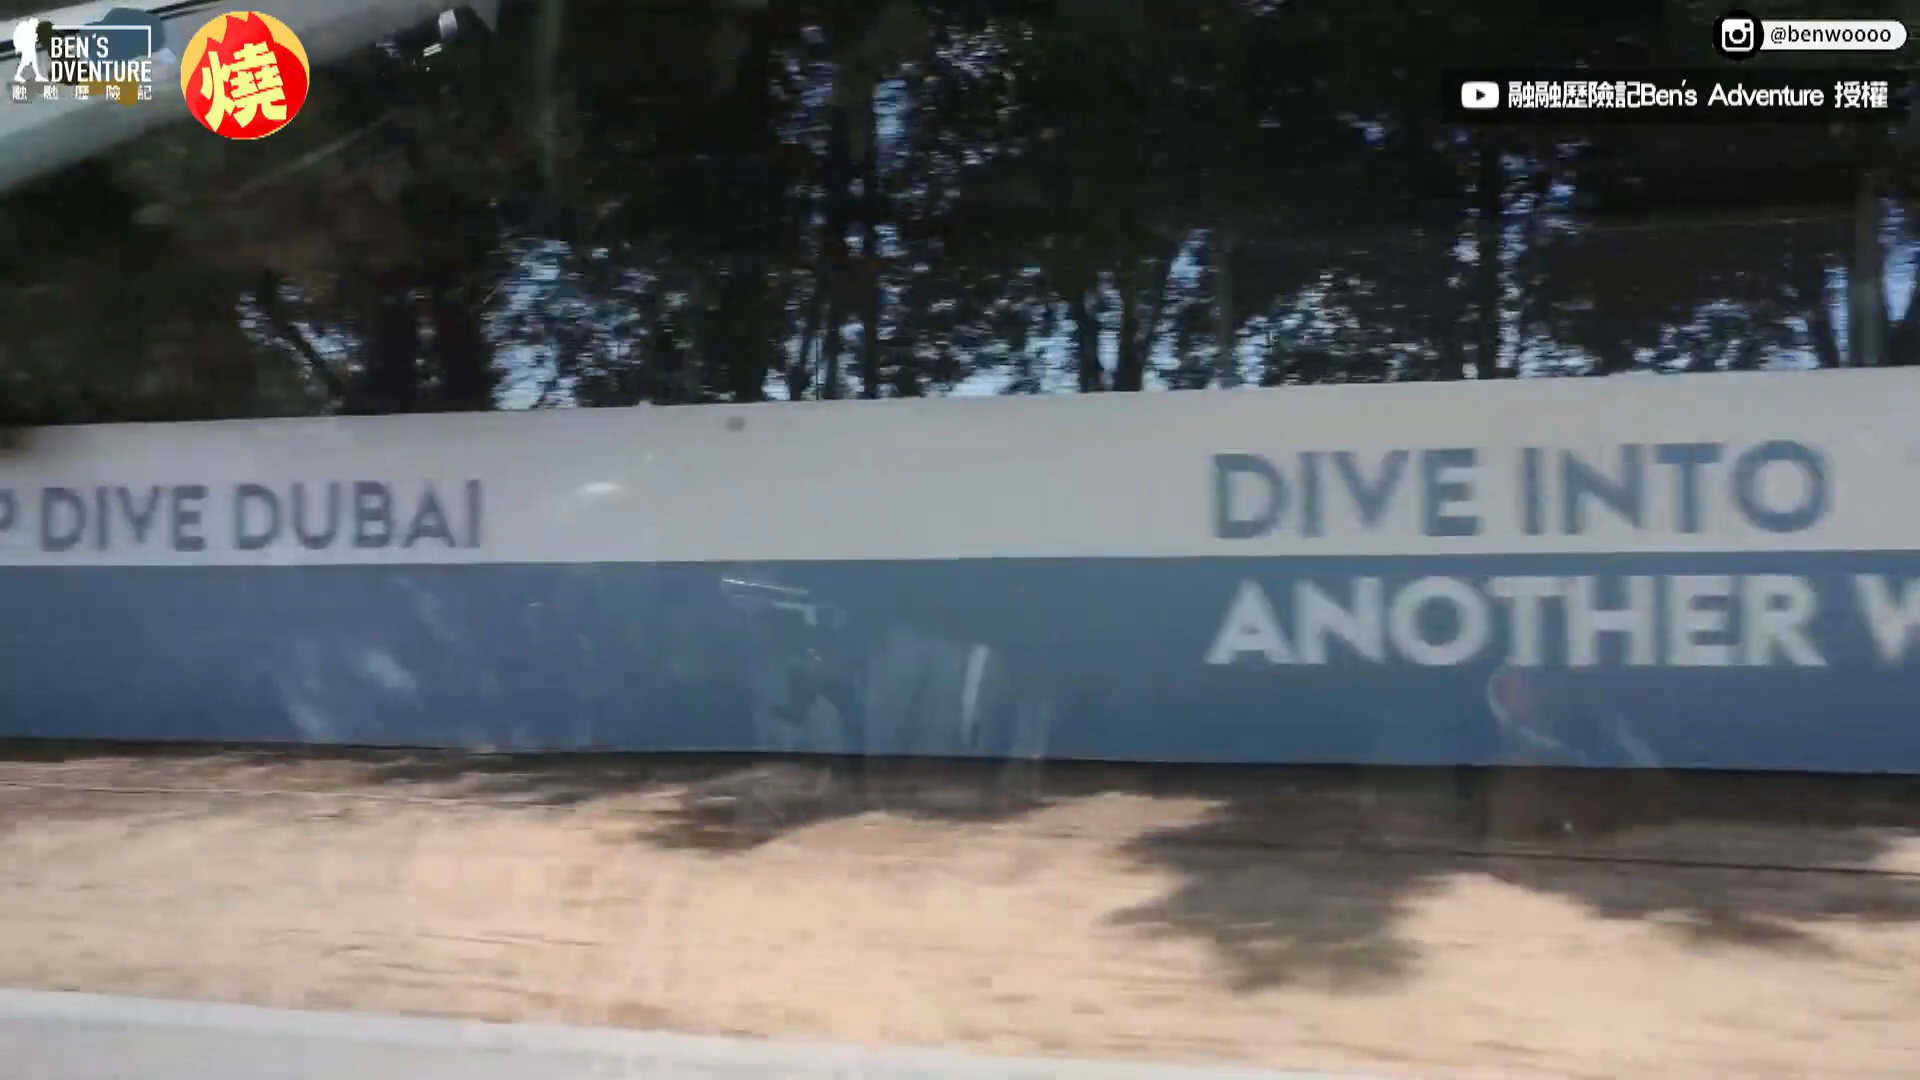 BEN'S
DVENTURE
融融歷險記
燒
@benwoooo
融融歷險記Ben's Adventure 授權
P DIVE DUBAI
DIVE INTO
ANOTHER W